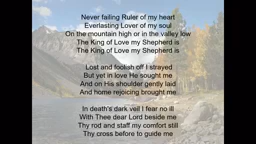 Never failing Ruler of my heart
Everlasting Lover of my soul
On the mountain high or in the valley low
The King of Love my Shepherd is
The King of Love my Shepherd is
Lost and foolish off I strayed
But yet in love He sought me
And on His shoulder gently laid
And home rejoicing brought me
In death's dark veil I fear no ill
With Thee dear Lord beside me
Thy rod and staff my comfort still
Thy cross before to guide me